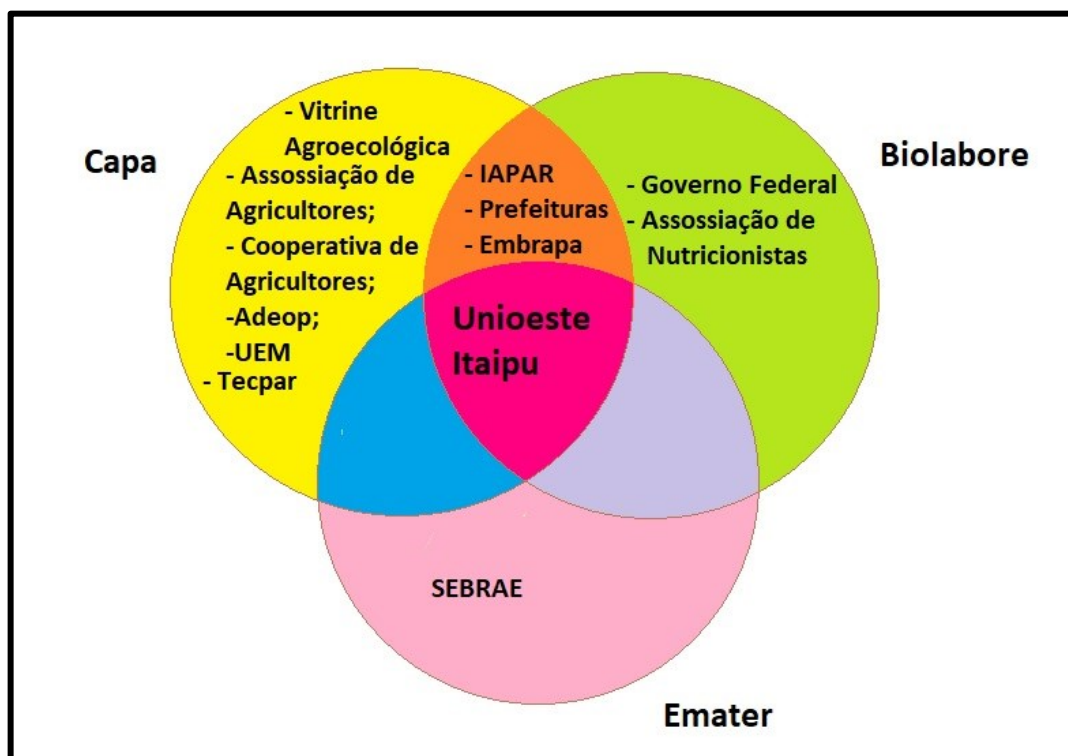 Capa
- Vitrine
Agroecológica
- Assossiação de
Agricultores;
- Cooperativa de
Agricultores;
-Adeop;
-UEM
- Tecpar
- IAPAR
- Prefeituras
- Embrapa
Biolabore
- Governo Federal
- Assossiação de
Nutricionistas
Unioeste
Itaipu
SEBRAE
Emater